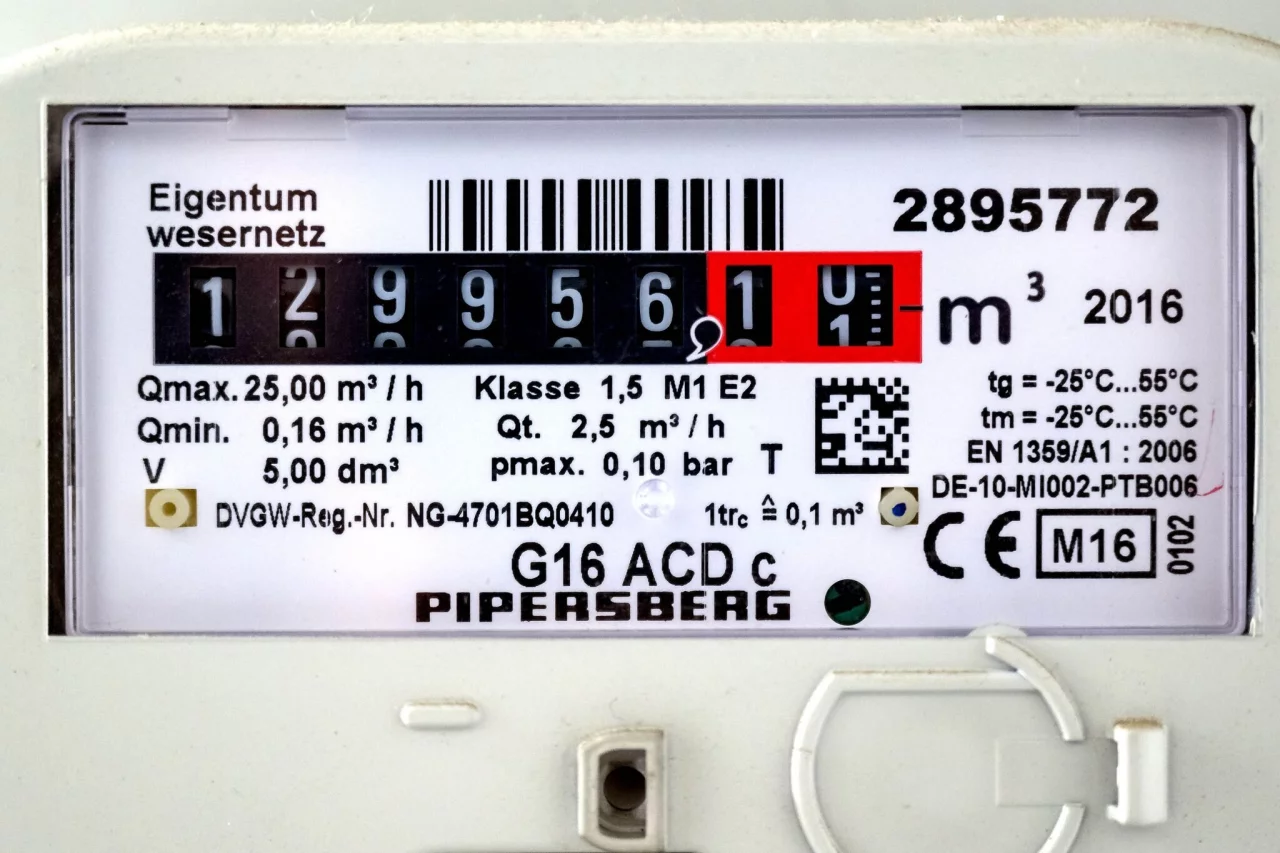 Eigentum
wesernetz
2895772
1 2 9 9 5 6 , 1 0 m³ 2016
1
Qmax. 25,00 m³ / h Klasse 1,5 M1 E2 tg = -25°C...55°C
Qmin. 0,16 m³ / h Qt. 2,5 m³ / h tm = -25°C...55°C
V 5,00 dm³ pmax. 0,10 bar T EN 1359/A1 : 2006
DE-10-MI002-PTB006
DVGW-Reg.-Nr. NG-4701BQ0410 1trc ≙ 0,1 m³
CE M16 0102
G16 ACD c
PIPERSBERG